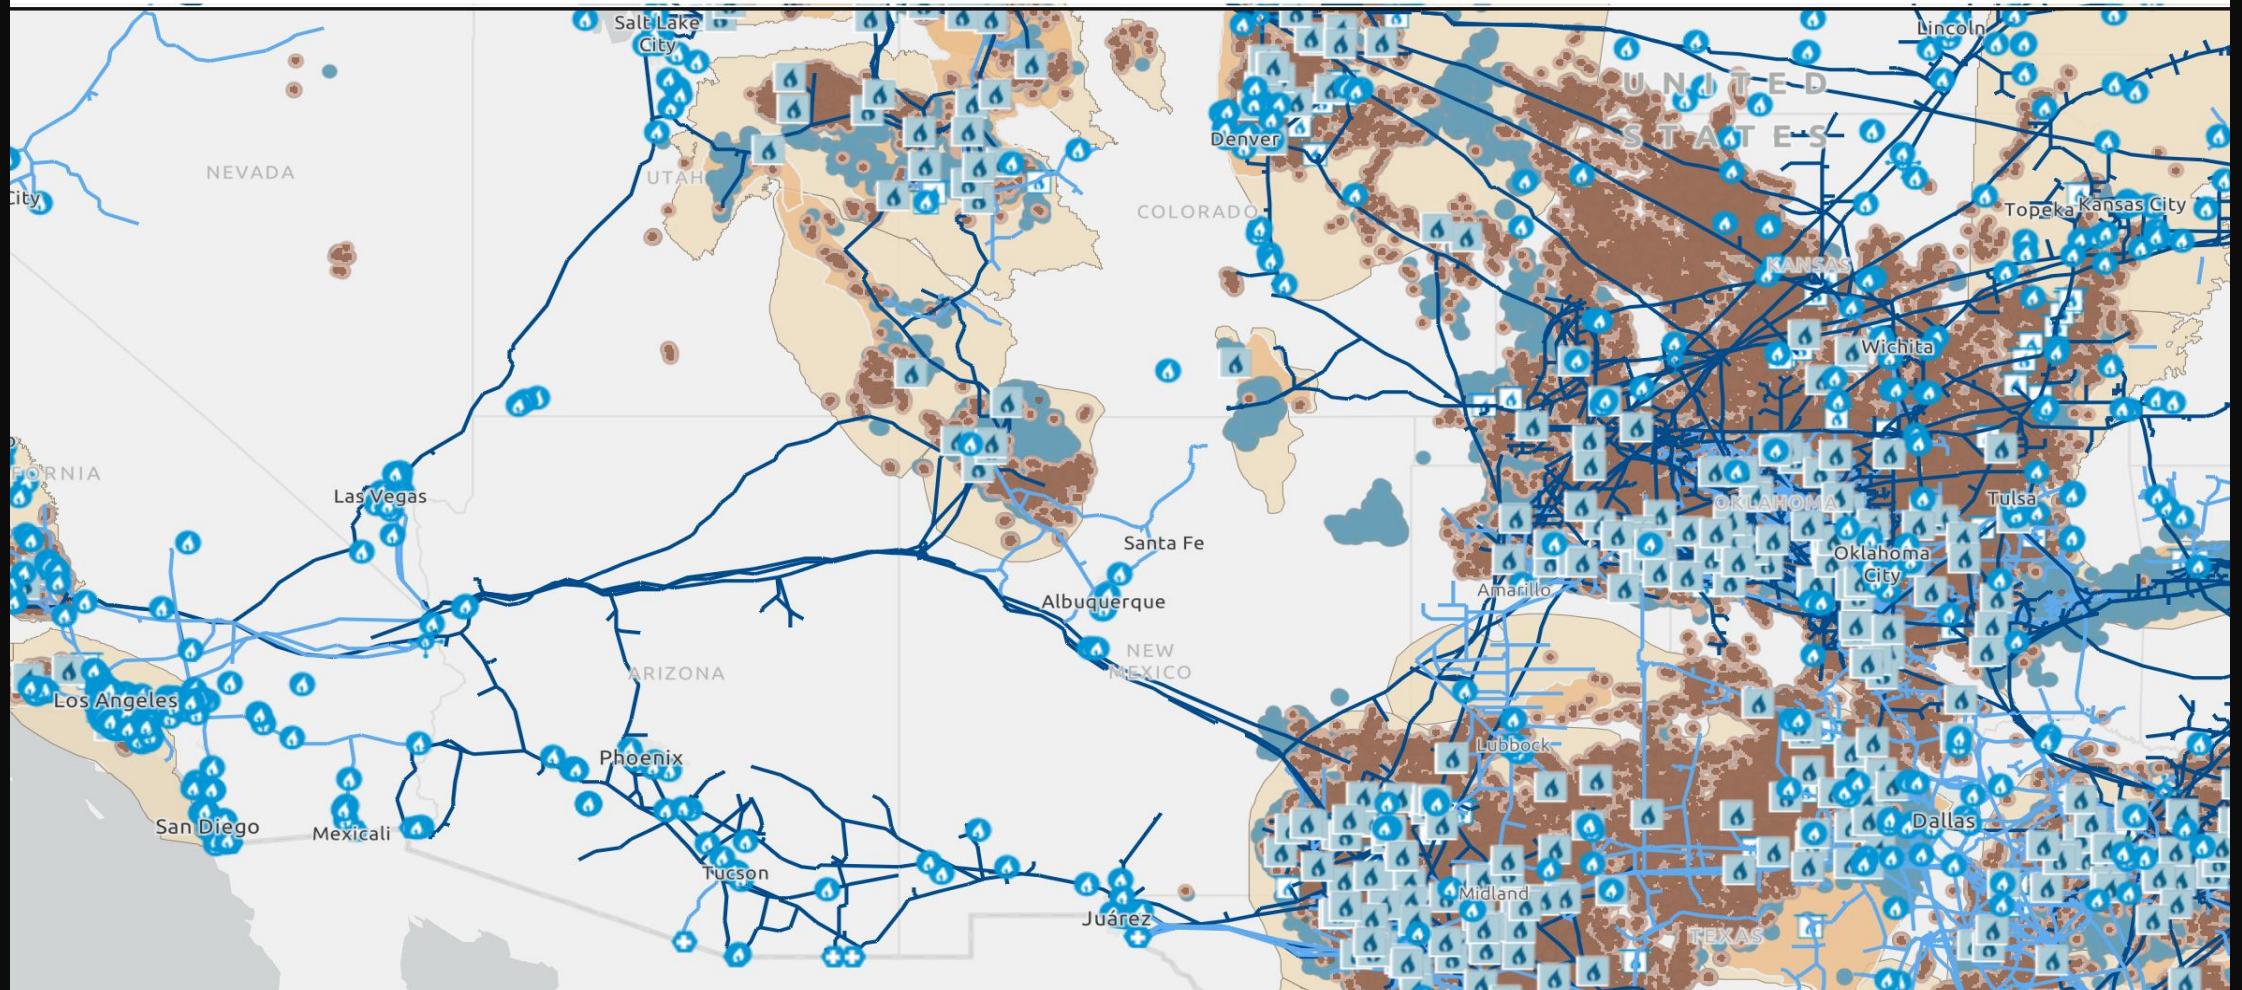 Salt Lake
City
Lincoln
UNITED
STATES
Denver
NEVADA
UTAH
City
COLORADO
Topeka
Kansas City
KANSAS
Wichita
FORNIA
Las Vegas
OKLAHOMA
Tulsa
Santa Fe
Oklahoma
City
Amarillo
Albuquerque
NEW
MEXICO
ARIZONA
Los Angeles
Lubbock
Phoenix
San Diego
Mexicali
Dallas
Tucson
Midland
Juárez
TEXAS